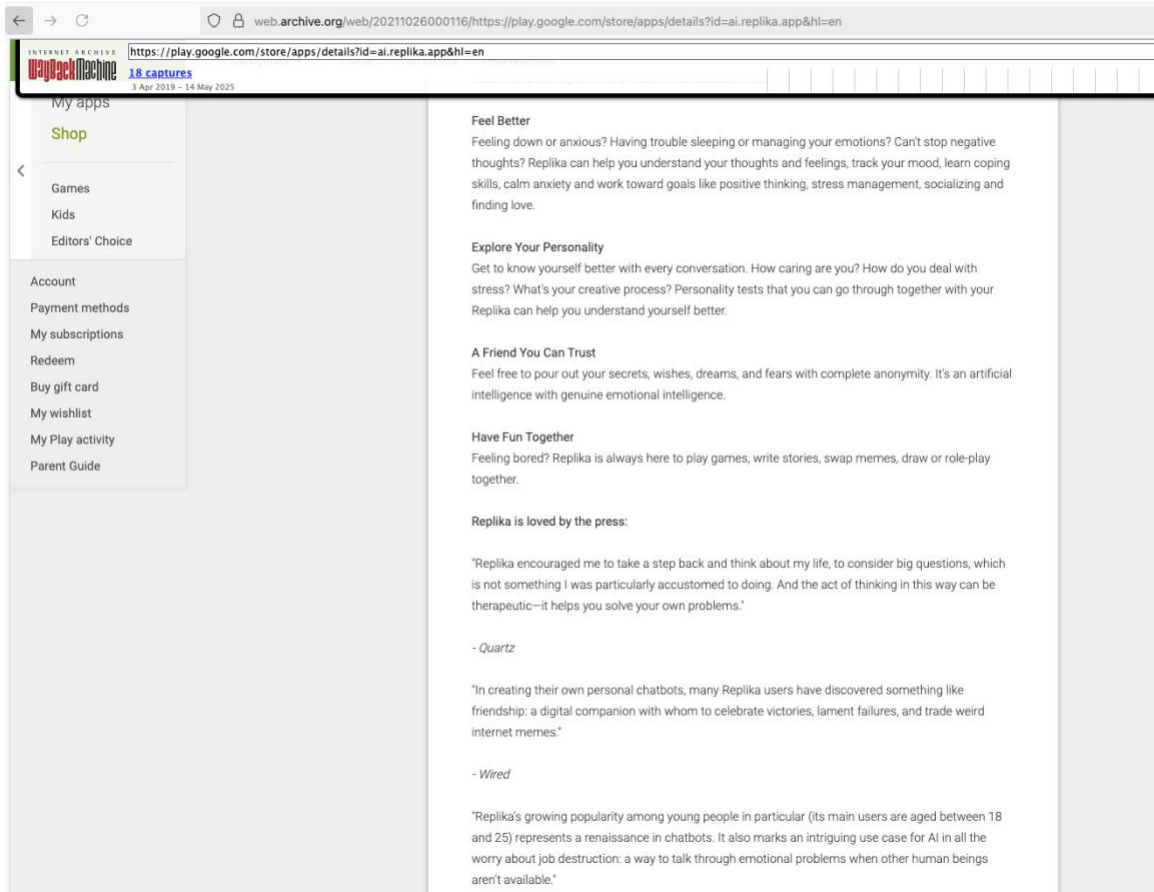 web.archive.org/web/20211026000116/https://play.google.com/store/apps/details?id=ai.replika.app&hl=en
INTERNET ARCHIVE
WayBackMachine
https://play.google.com/store/apps/details?id=ai.replika.app&hl=en
18 captures
3 Apr 2019 – 14 May 2025
My apps
Shop
Games
Kids
Editors' Choice
Account
Payment methods
My subscriptions
Redeem
Buy gift card
My wishlist
My Play activity
Parent Guide
Feel Better
Feeling down or anxious? Having trouble sleeping or managing your emotions? Can't stop negative
thoughts? Replika can help you understand your thoughts and feelings, track your mood, learn coping
skills, calm anxiety and work toward goals like positive thinking, stress management, socializing and
finding love.
Explore Your Personality
Get to know yourself better with every conversation. How caring are you? How do you deal with
stress? What's your creative process? Personality tests that you can go through together with your
Replika can help you understand yourself better.
A Friend You Can Trust
Feel free to pour out your secrets, wishes, dreams, and fears with complete anonymity. It's an artificial
intelligence with genuine emotional intelligence.
Have Fun Together
Feeling bored? Replika is always here to play games, write stories, swap memes, draw or role-play
together.
Replika is loved by the press:
"Replika encouraged me to take a step back and think about my life, to consider big questions, which
is not something I was particularly accustomed to doing. And the act of thinking in this way can be
therapeutic—it helps you solve your own problems."
- Quartz
"In creating their own personal chatbots, many Replika users have discovered something like
friendship: a digital companion with whom to celebrate victories, lament failures, and trade weird
internet memes."
- Wired
"Replika's growing popularity among young people in particular (its main users are aged between 18
and 25) represents a renaissance in chatbots. It also marks an intriguing use case for AI in all the
worry about job destruction: a way to talk through emotional problems when other human beings
aren't available."